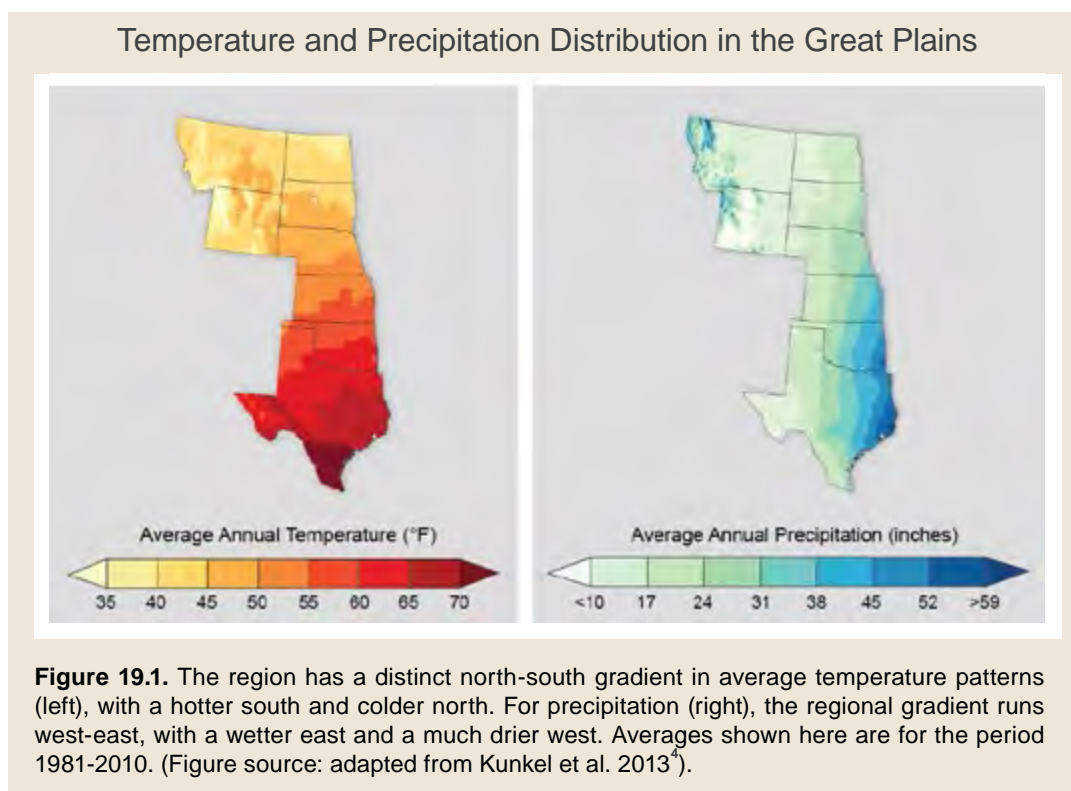 Temperature and Precipitation Distribution in the Great Plains
Average Annual Temperature (°F)
35 40 45 50 55 60 65 70
Average Annual Precipitation (inches)
<10 17 24 31 38 45 52 >59
Figure 19.1. The region has a distinct north-south gradient in average temperature patterns
(left), with a hotter south and colder north. For precipitation (right), the regional gradient runs
west-east, with a wetter east and a much drier west. Averages shown here are for the period
1981-2010. (Figure source: adapted from Kunkel et al. 2013⁴).